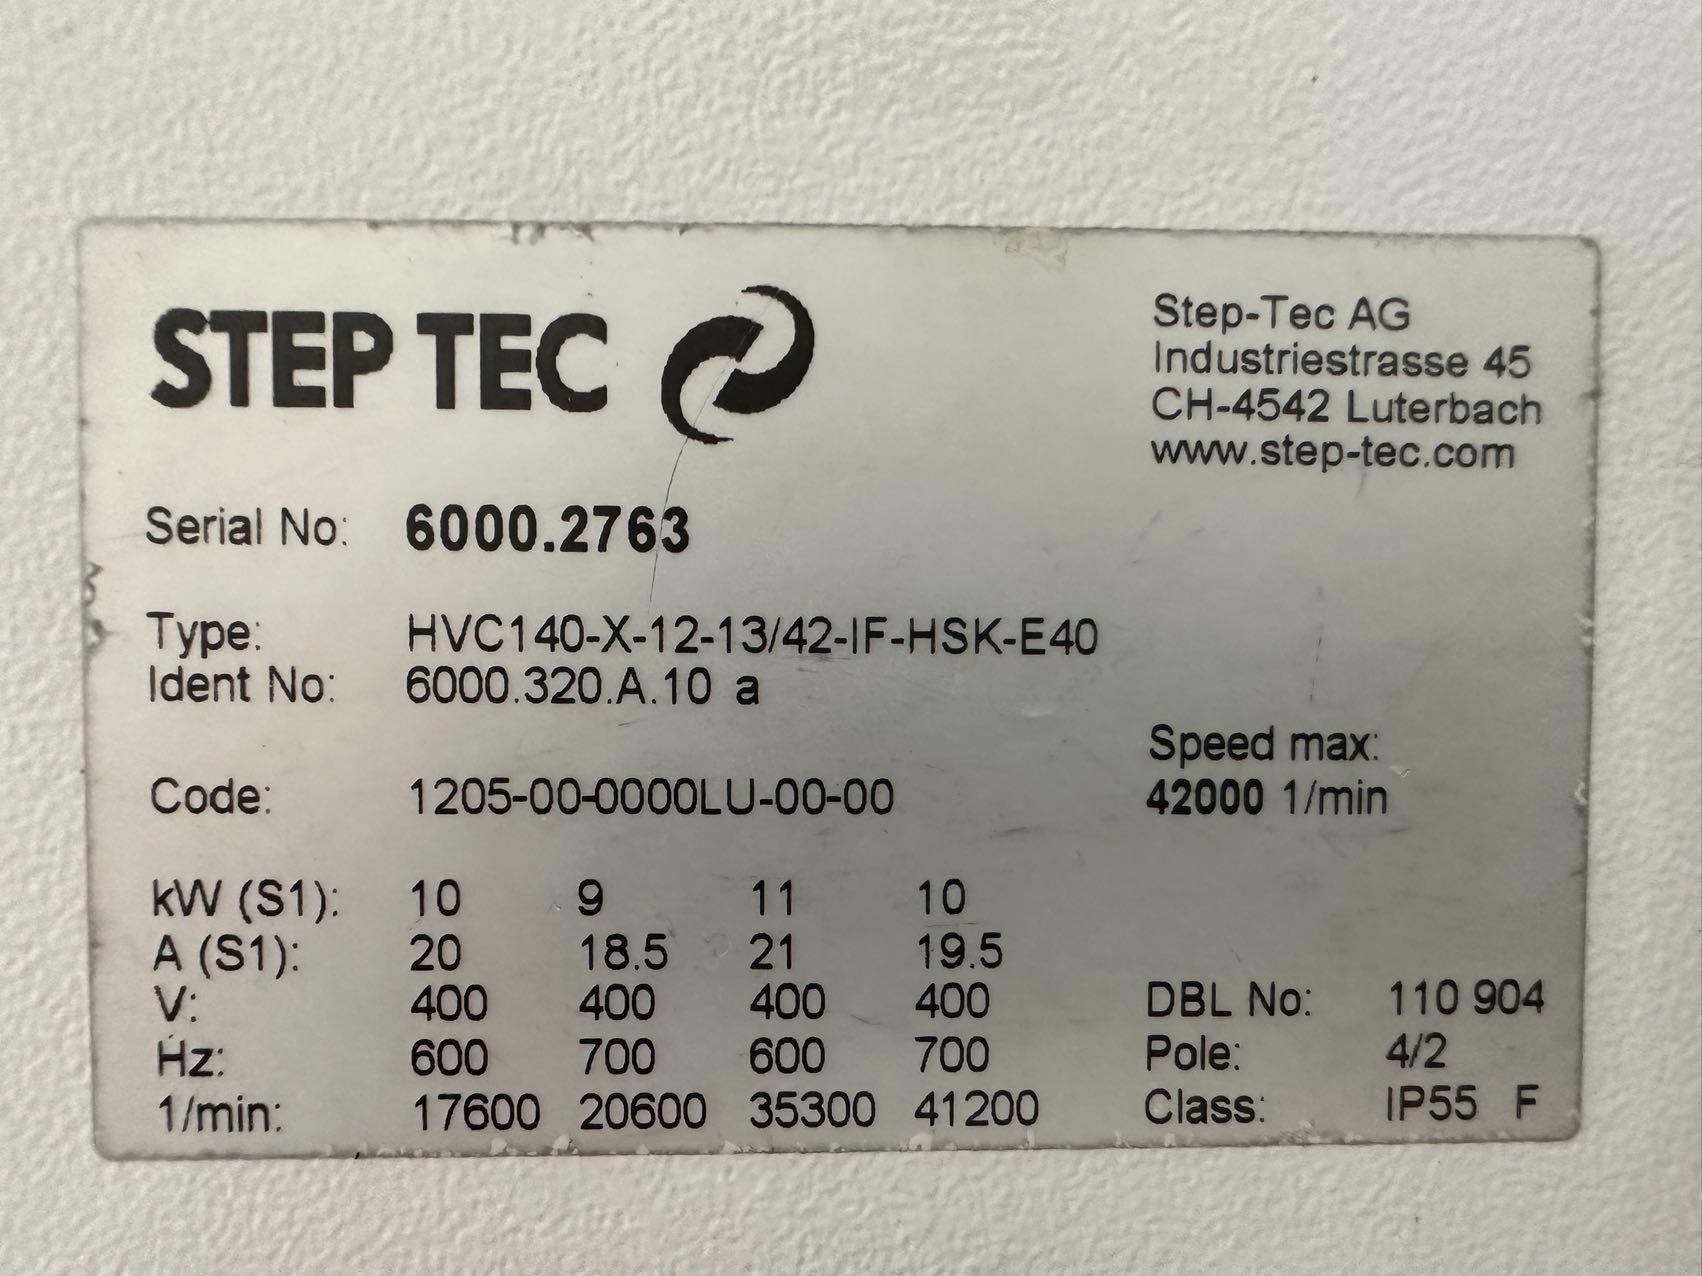 STEP TEC
Step-Tec AG
Industriestrasse 45
CH-4542 Luterbach
www.step-tec.com
Serial No: 6000.2763
Type: HVC140-X-12-13/42-IF-HSK-E40
Ident No: 6000.320.A.10 a
Speed max:
Code: 1205-00-0000LU-00-00 42000 1/min
kW (S1): 10 9 11 10
A (S1): 20 18.5 21 19.5
V: 400 400 400 400 DBL No: 110 904
Hz: 600 700 600 700 Pole: 4/2
1/min: 17600 20600 35300 41200 Class: IP55 F